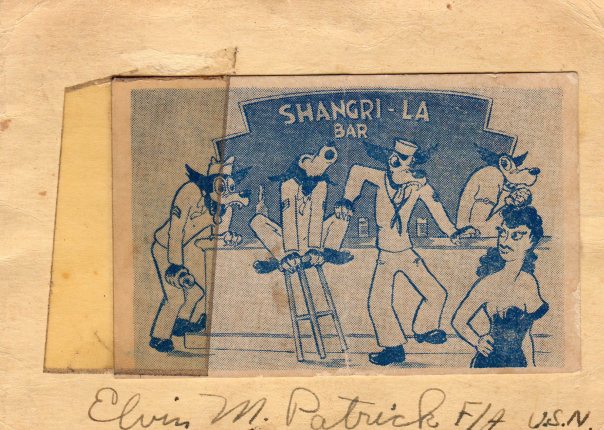 SHANGRI-LA
BAR
Elvin M. Patrick F/A U.S.N.